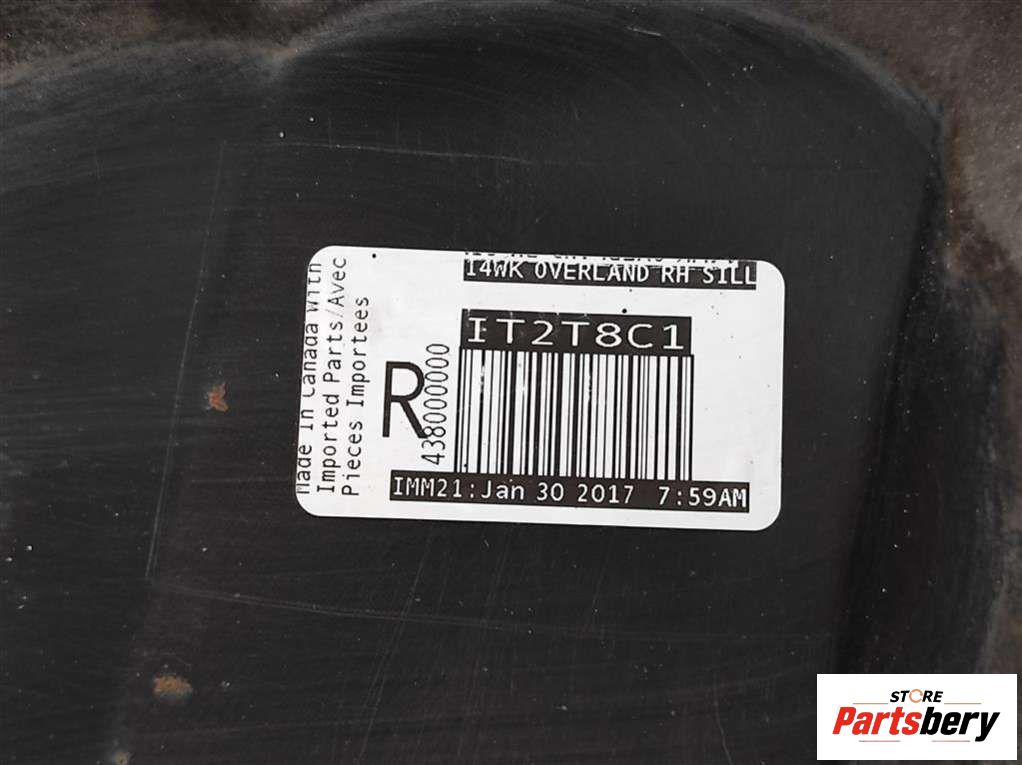 I4WK OVERLAND RH SILL
IT2T8C1
R
438000000
IMM21:Jan 30 2017 7:59AM
Made In Canada With
Imported Parts/Avec
Pieces Importees
STORE
Partsbery